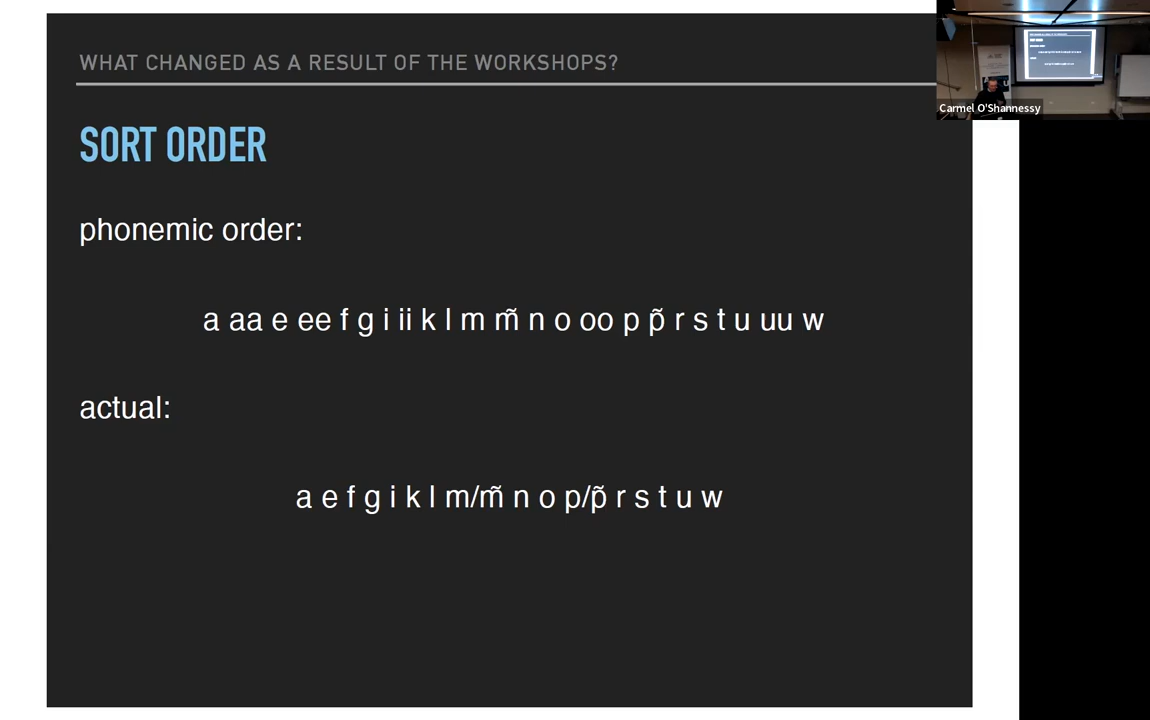 WHAT CHANGED AS A RESULT OF THE WORKSHOPS?
SORT ORDER
phonemic order:
a aa e ee f g i ii k l m m̃ n o oo p p̃ r s t u uu w
actual:
a e f g i k l m/m̃ n o p/p̃ r s t u w
Carmel O'Shannessy